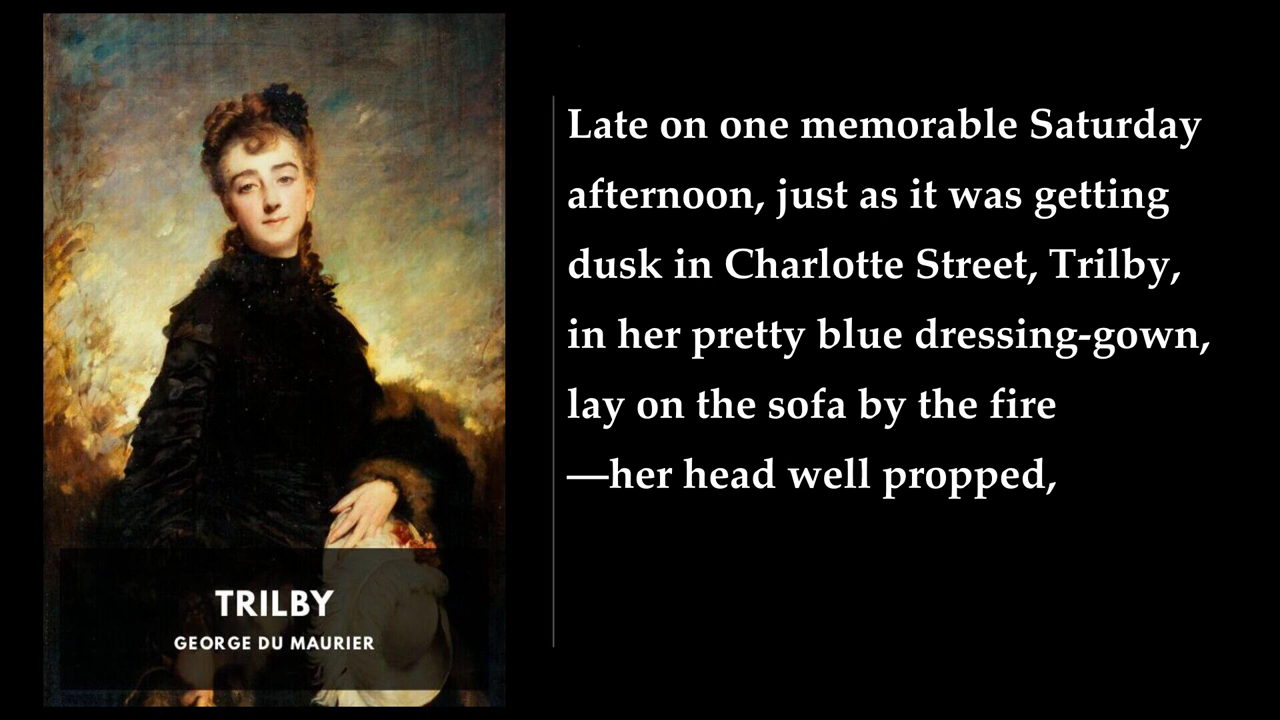 TRILBY
GEORGE DU MAURIER
Late on one memorable Saturday
afternoon, just as it was getting
dusk in Charlotte Street, Trilby,
in her pretty blue dressing-gown,
lay on the sofa by the fire
—her head well propped,